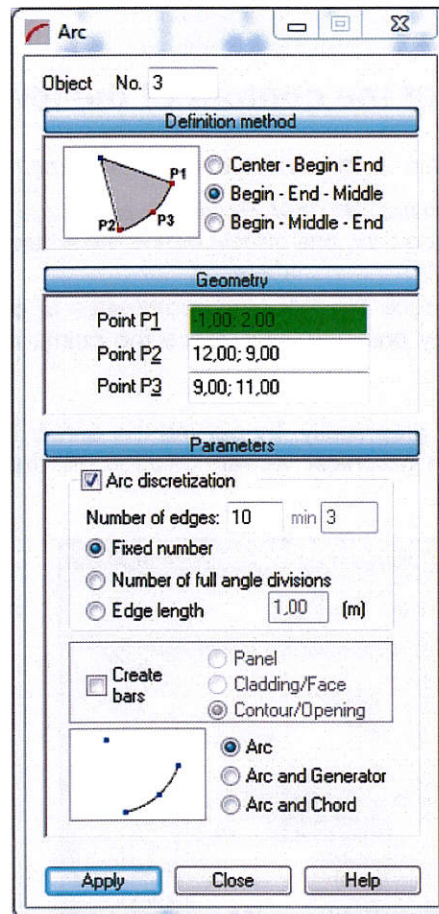 Arc
Object No. 3
Definition method
P1
P2
P3
Center - Begin - End
Begin - End - Middle
Begin - Middle - End
Geometry
Point P1 -1,00; 2,00
Point P2 12,00; 9,00
Point P3 9,00; 11,00
Parameters
Arc discretization
Number of edges: 10 min 3
Fixed number
Number of full angle divisions
Edge length 1,00 (m)
Create bars
Panel
Cladding/Face
Contour/Opening
Arc
Arc and Generator
Arc and Chord
Apply Close Help